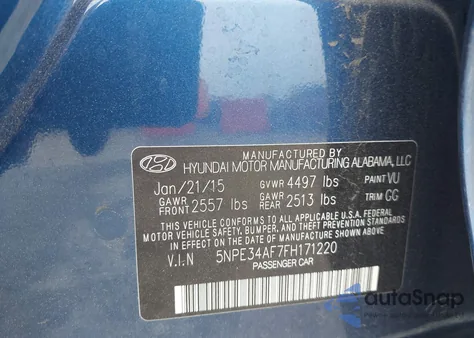 MANUFACTURED BY
HYUNDAI MOTOR MANUFACTURING ALABAMA, LLC
Jan/21/15 GVWR 4497 lbs PAINT VU
GAWR FRONT 2557 lbs GAWR REAR 2513 lbs TRIM GG
THIS VEHICLE CONFORMS TO ALL APPLICABLE U.S.A. FEDERAL
MOTOR VEHICLE SAFETY, BUMPER, AND THEFT PREVENTION
STANDARDS IN EFFECT ON THE DATE OF MANUFACTURE SHOWN ABOVE.
V.I.N 5NPE34AF7FH171220
PASSENGER CAR
autoSnap